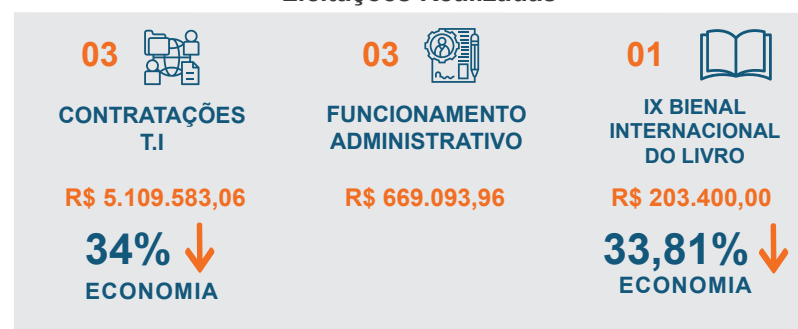 03
CONTRATAÇÕES
T.I
R$ 5.109.583,06
34%
ECONOMIA
03
FUNCIONAMENTO
ADMINISTRATIVO
R$ 669.093,96
01
IX BIENAL
INTERNACIONAL
DO LIVRO
R$ 203.400,00
33,81%
ECONOMIA